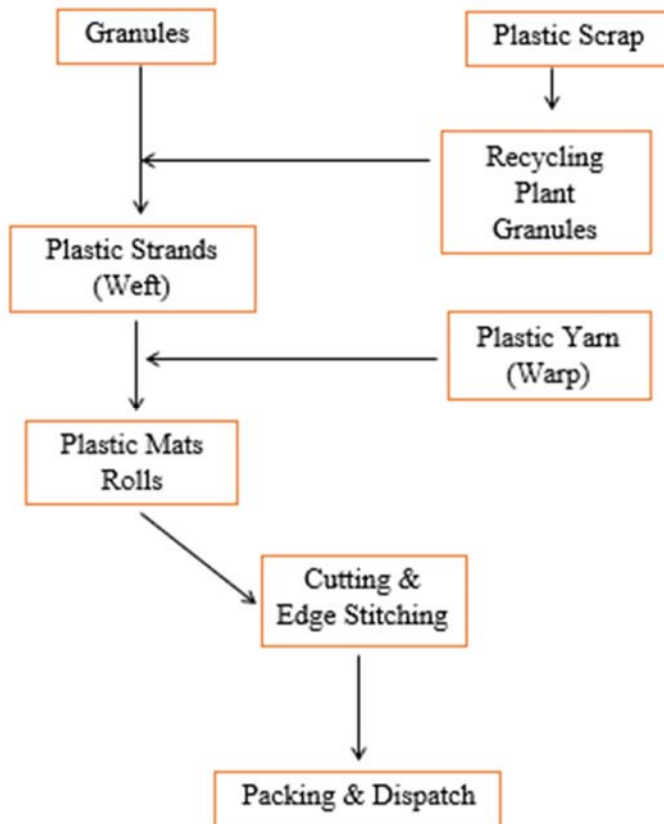 Granules
Plastic Scrap
Recycling
Plant
Granules
Plastic Strands
(Weft)
Plastic Yarn
(Warp)
Plastic Mats
Rolls
Cutting &
Edge Stitching
Packing & Dispatch